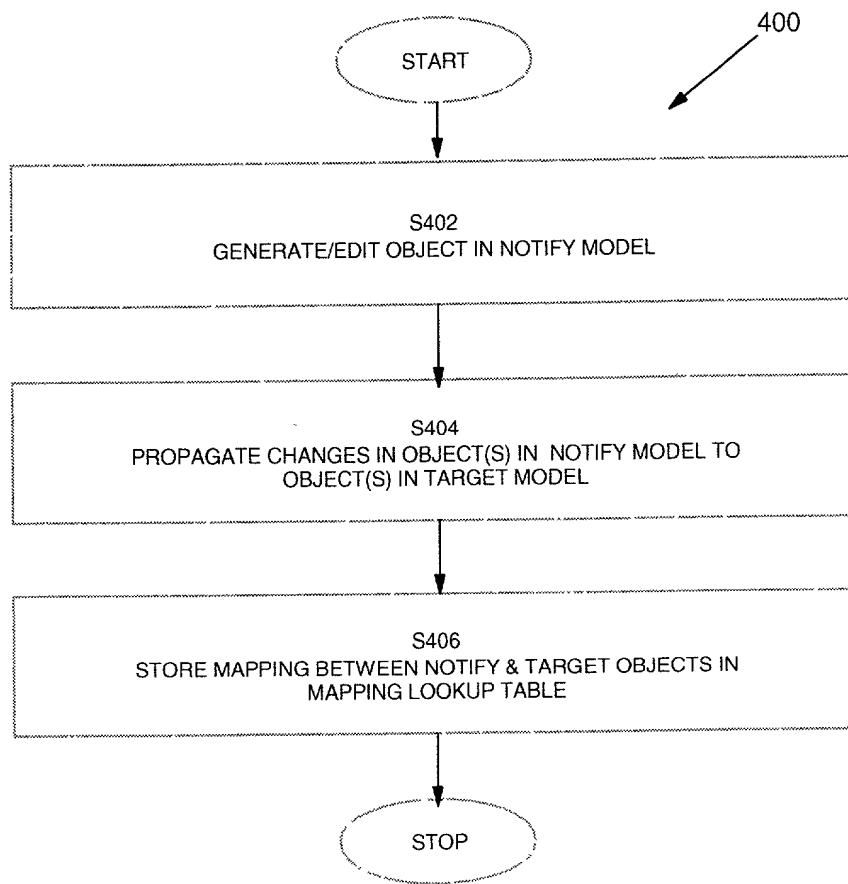 400
START
S402
GENERATE/EDIT OBJECT IN NOTIFY MODEL
S404
PROPAGATE CHANGES IN OBJECT(S) IN NOTIFY MODEL TO
OBJECT(S) IN TARGET MODEL
S406
STORE MAPPING BETWEEN NOTIFY & TARGET OBJECTS IN
MAPPING LOOKUP TABLE
STOP